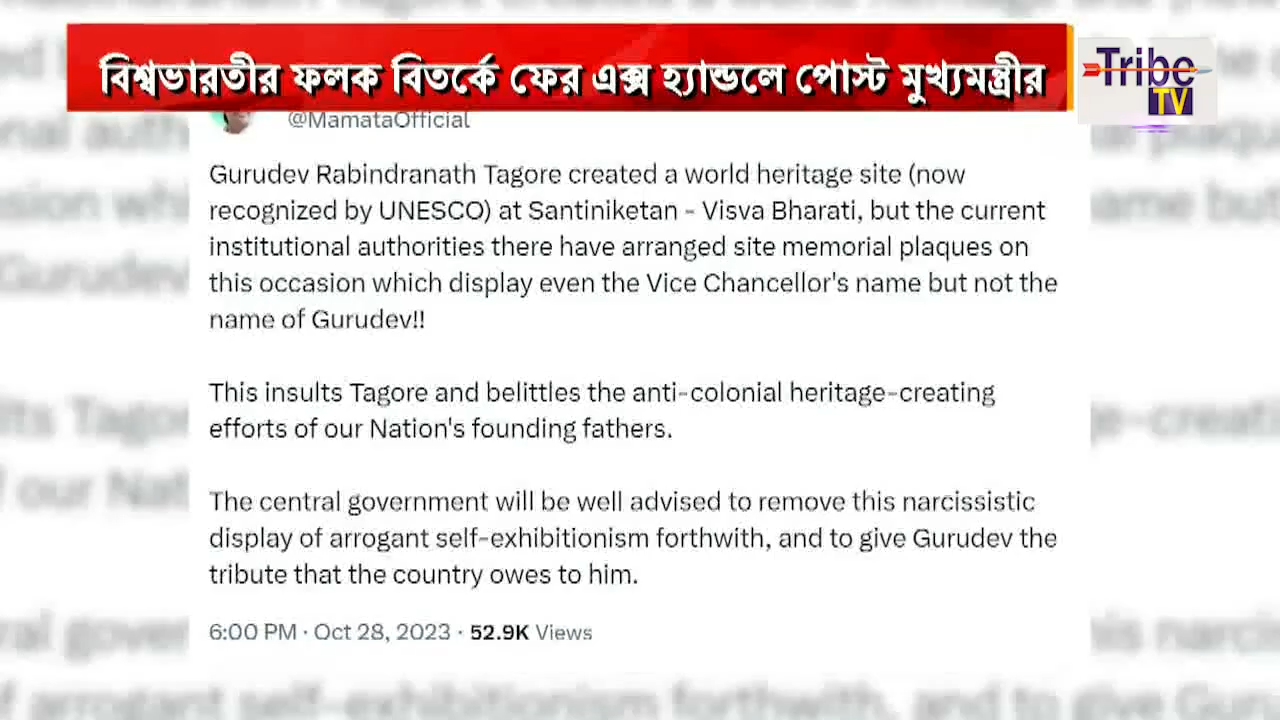 বিশ্বভারতীর ফলক বিতর্কে ফের এক্স হ্যান্ডলে পোস্ট মুখ্যমন্ত্রীর
Tribe
TV
@MamataOfficial
Gurudev Rabindranath Tagore created a world heritage site (now
recognized by UNESCO) at Santiniketan - Visva Bharati, but the current
institutional authorities there have arranged site memorial plaques on
this occasion which display even the Vice Chancellor's name but not the
name of Gurudev!!
This insults Tagore and belittles the anti-colonial heritage-creating
efforts of our Nation's founding fathers.
The central government will be well advised to remove this narcissistic
display of arrogant self-exhibitionism forthwith, and to give Gurudev the
tribute that the country owes to him.
6:00 PM · Oct 28, 2023 · 52.9K Views